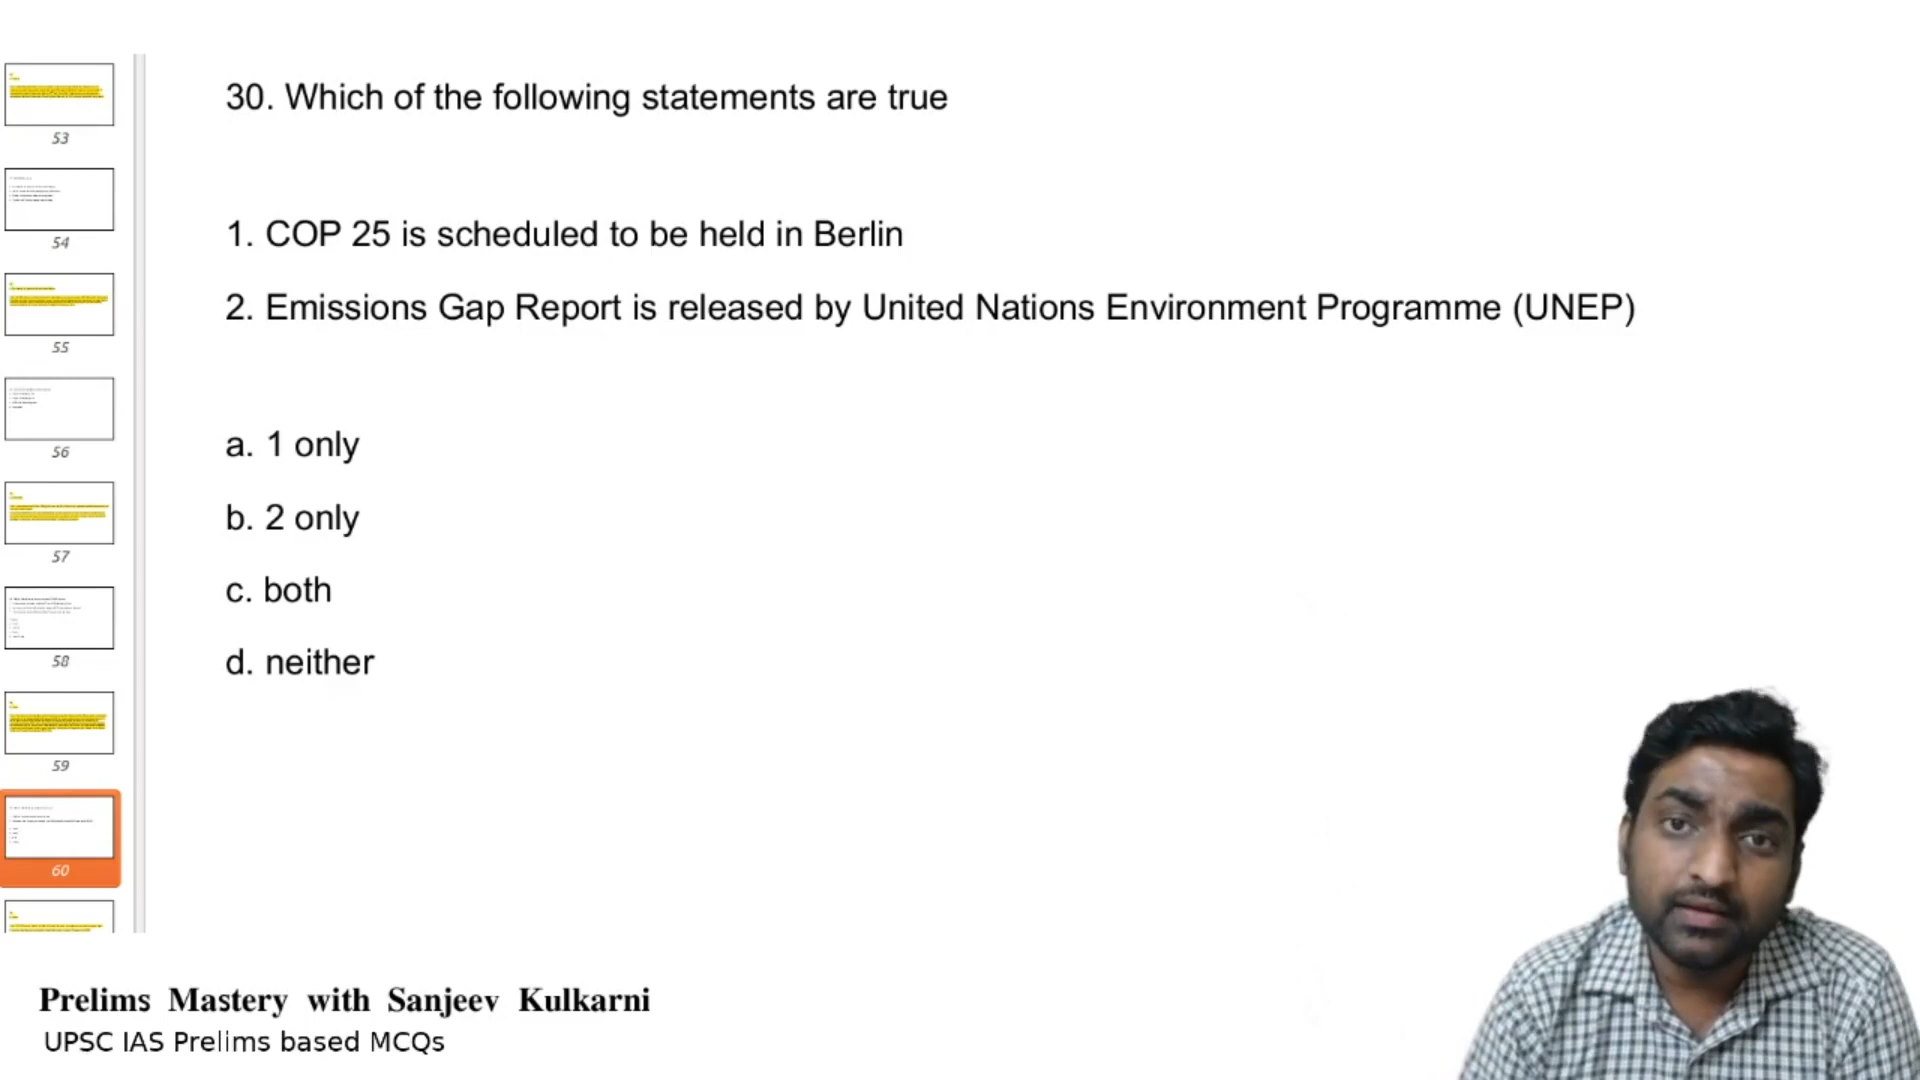 30. Which of the following statements are true
1. COP 25 is scheduled to be held in Berlin
2. Emissions Gap Report is released by United Nations Environment Programme (UNEP)
a. 1 only
b. 2 only
c. both
d. neither
53
54
55
56
57
58
59
60
Prelims Mastery with Sanjeev Kulkarni
UPSC IAS Prelims based MCQs